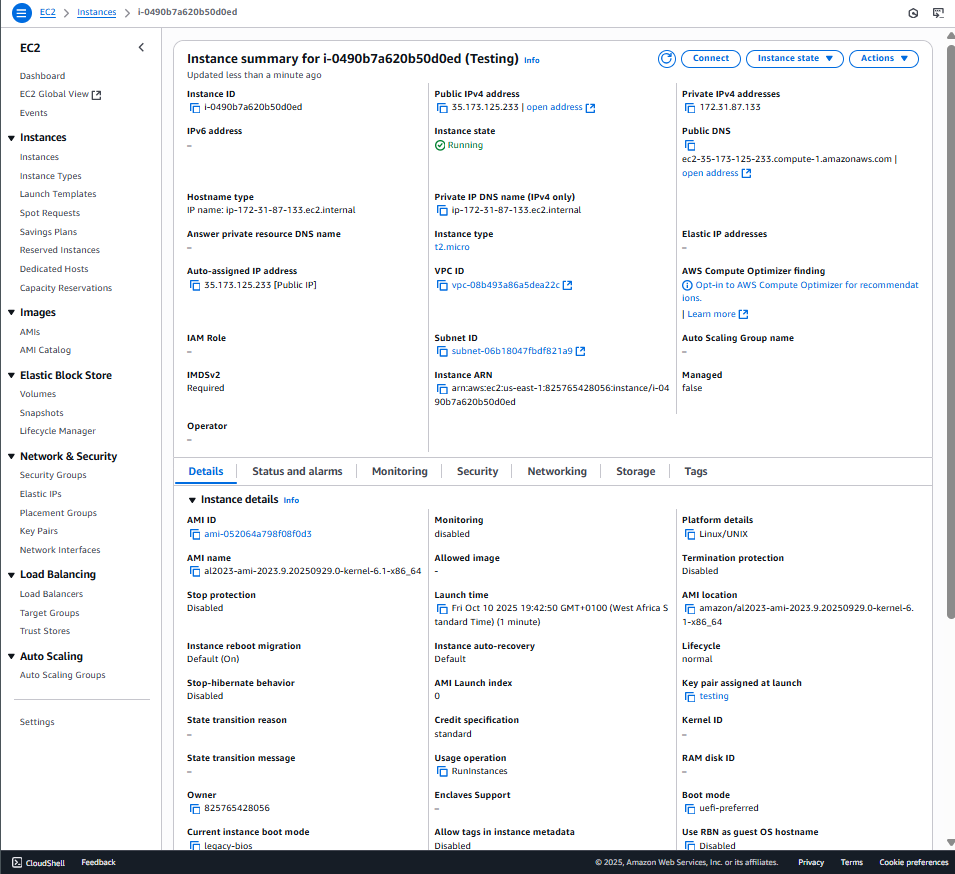 EC2 > Instances > i-0490b7a620b50d0ed
EC2
Dashboard
EC2 Global View
Events
Instances
Instances
Instance Types
Launch Templates
Spot Requests
Savings Plans
Reserved Instances
Dedicated Hosts
Capacity Reservations
Images
AMIs
AMI Catalog
Elastic Block Store
Volumes
Snapshots
Lifecycle Manager
Network & Security
Security Groups
Elastic IPs
Placement Groups
Key Pairs
Network Interfaces
Load Balancing
Load Balancers
Target Groups
Trust Stores
Auto Scaling
Auto Scaling Groups
Settings
Instance summary for i-0490b7a620b50d0ed (Testing) Info
Updated less than a minute ago
Connect
Instance state
Actions
Instance ID
i-0490b7a620b50d0ed
Public IPv4 address
35.173.125.233 | open address
Private IPv4 addresses
172.31.87.133
IPv6 address
–
Instance state
Running
Public DNS
ec2-35-173-125-233.compute-1.amazonaws.com |
open address
Hostname type
IP name: ip-172-31-87-133.ec2.internal
Private IP DNS name (IPv4 only)
ip-172-31-87-133.ec2.internal
Answer private resource DNS name
–
Instance type
t2.micro
Elastic IP addresses
–
Auto-assigned IP address
35.173.125.233 [Public IP]
VPC ID
vpc-08b493a86a5dea22c
AWS Compute Optimizer finding
Opt-in to AWS Compute Optimizer for recommendat
ions.
| Learn more
IAM Role
–
Subnet ID
subnet-06b18047fbdf821a9
Auto Scaling Group name
–
IMDSv2
Required
Instance ARN
arn:aws:ec2:us-east-1:825765428056:instance/i-04
90b7a620b50d0ed
Managed
false
Operator
–
Details
Status and alarms
Monitoring
Security
Networking
Storage
Tags
Instance details Info
AMI ID
ami-052064a798f08f0d3
Monitoring
disabled
Platform details
Linux/UNIX
AMI name
al2023-ami-2023.9.20250929.0-kernel-6.1-x86_64
Allowed image
-
Termination protection
Disabled
Stop protection
Disabled
Launch time
Fri Oct 10 2025 19:42:50 GMT+0100 (West Africa S
tandard Time) (1 minute)
AMI location
amazon/al2023-ami-2023.9.20250929.0-kernel-6.
1-x86_64
Instance reboot migration
Default (On)
Instance auto-recovery
Default
Lifecycle
normal
Stop-hibernate behavior
Disabled
AMI Launch index
0
Key pair assigned at launch
testing
State transition reason
–
Credit specification
standard
Kernel ID
–
State transition message
–
Usage operation
RunInstances
RAM disk ID
–
Owner
825765428056
Enclaves Support
–
Boot mode
uefi-preferred
Current instance boot mode
legacy-bios
Allow tags in instance metadata
Disabled
Use RBN as guest OS hostname
Disabled
CloudShell
Feedback
© 2025, Amazon Web Services, Inc. or its affiliates.
Privacy
Terms
Cookie preferences